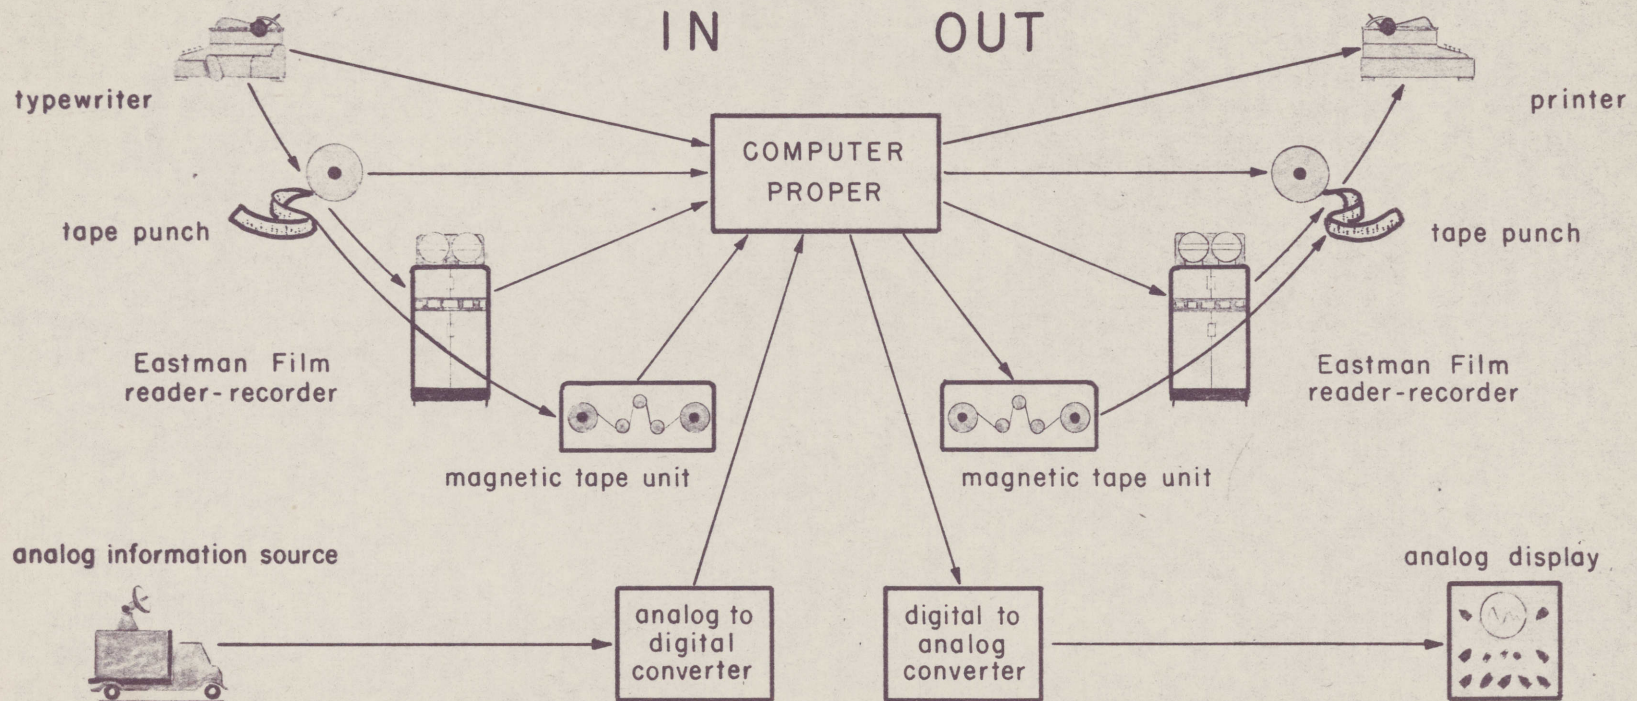 IN OUT
typewriter
printer
COMPUTER
PROPER
tape punch
tape punch
Eastman Film
reader-recorder
Eastman Film
reader-recorder
magnetic tape unit
magnetic tape unit
analog information source
analog display
analog to
digital
converter
digital to
analog
converter